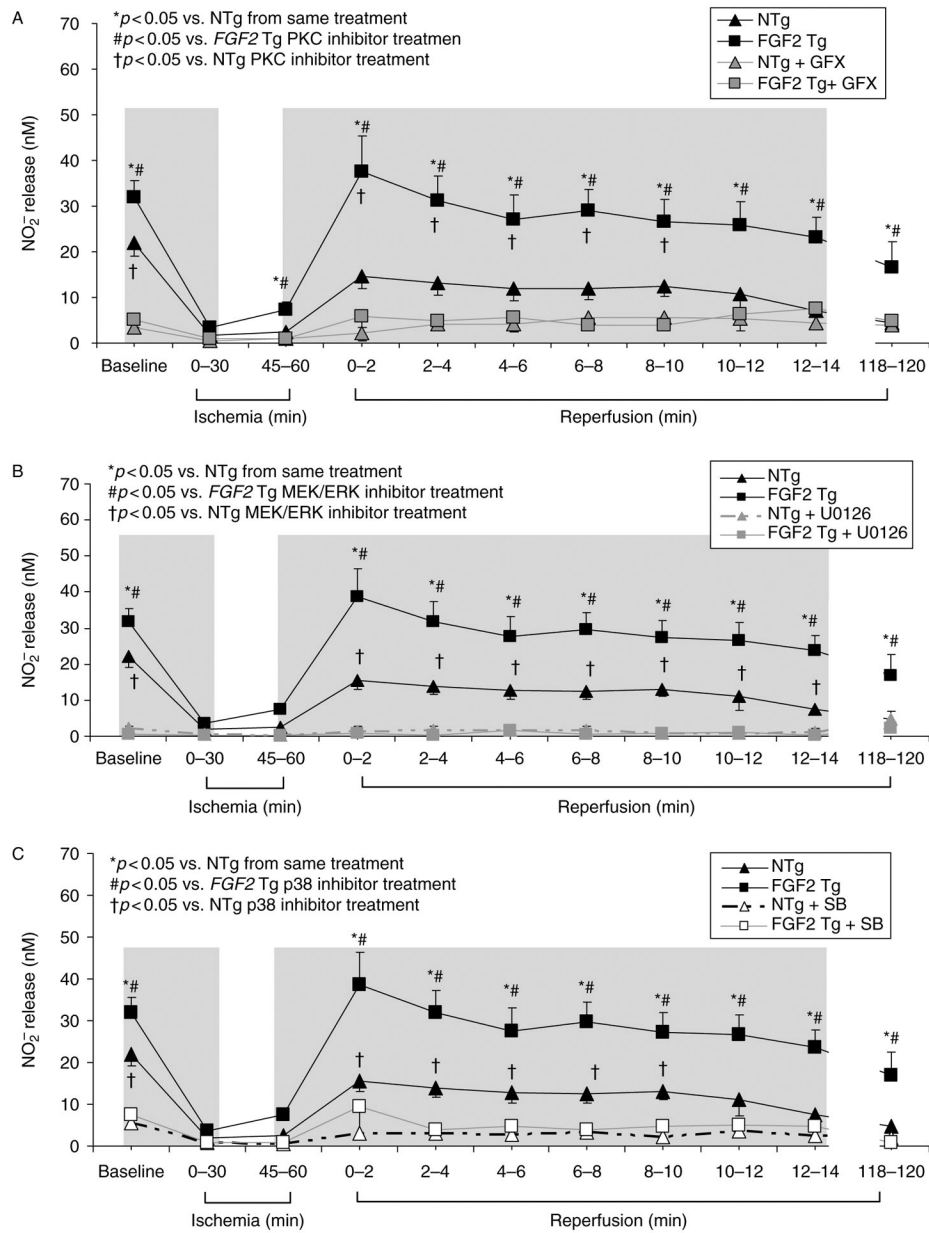 A
*p<0.05 vs. NTg from same treatment
#p<0.05 vs. FGF2 Tg PKC inhibitor treatmen
†p<0.05 vs. NTg PKC inhibitor treatment
NTg
FGF2 Tg
NTg + GFX
FGF2 Tg+ GFX
NO2− release (nM)
70
60
50
40
30
20
10
0
*# *# *# *# *# *# *# *# *# *#
† † † † † †
Baseline 0–30 45–60 0–2 2–4 4–6 6–8 8–10 10–12 12–14 118–120
Ischemia (min) Reperfusion (min)
B
*p<0.05 vs. NTg from same treatment
#p<0.05 vs. FGF2 Tg MEK/ERK inhibitor treatment
†p<0.05 vs. NTg MEK/ERK inhibitor treatment
NTg
FGF2 Tg
NTg + U0126
FGF2 Tg + U0126
NO2− release (nM)
70
60
50
40
30
20
10
0
*# *# *# *# *# *# *# *# *#
† † † † † † † †
Baseline 0–30 45–60 0–2 2–4 4–6 6–8 8–10 10–12 12–14 118–120
Ischemia (min) Reperfusion (min)
C
*p<0.05 vs. NTg from same treatment
#p<0.05 vs. FGF2 Tg p38 inhibitor treatment
†p<0.05 vs. NTg p38 inhibitor treatment
NTg
FGF2 Tg
NTg + SB
FGF2 Tg + SB
NO2− release (nM)
70
60
50
40
30
20
10
0
*# *# *# *# *# *# *# *# *#
† † † † † †
Baseline 0–30 45–60 0–2 2–4 4–6 6–8 8–10 10–12 12–14 118–120
Ischemia (min) Reperfusion (min)